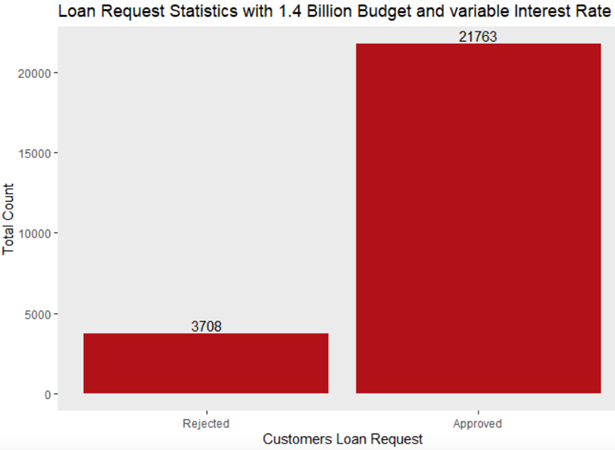 Loan Request Statistics with 1.4 Billion Budget and variable Interest Rate
21763
20000
15000
10000
5000
0
Total Count
3708
Rejected
Approved
Customers Loan Request